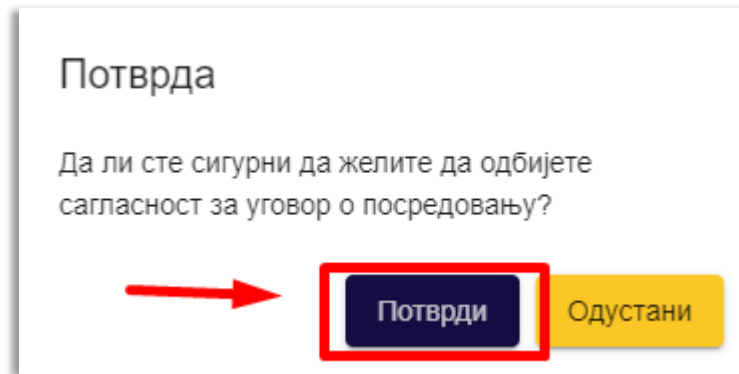 Потврда
Да ли сте сигурни да желите да одбијете
сагласност за уговор о посредовању?
Потврди
Одустани